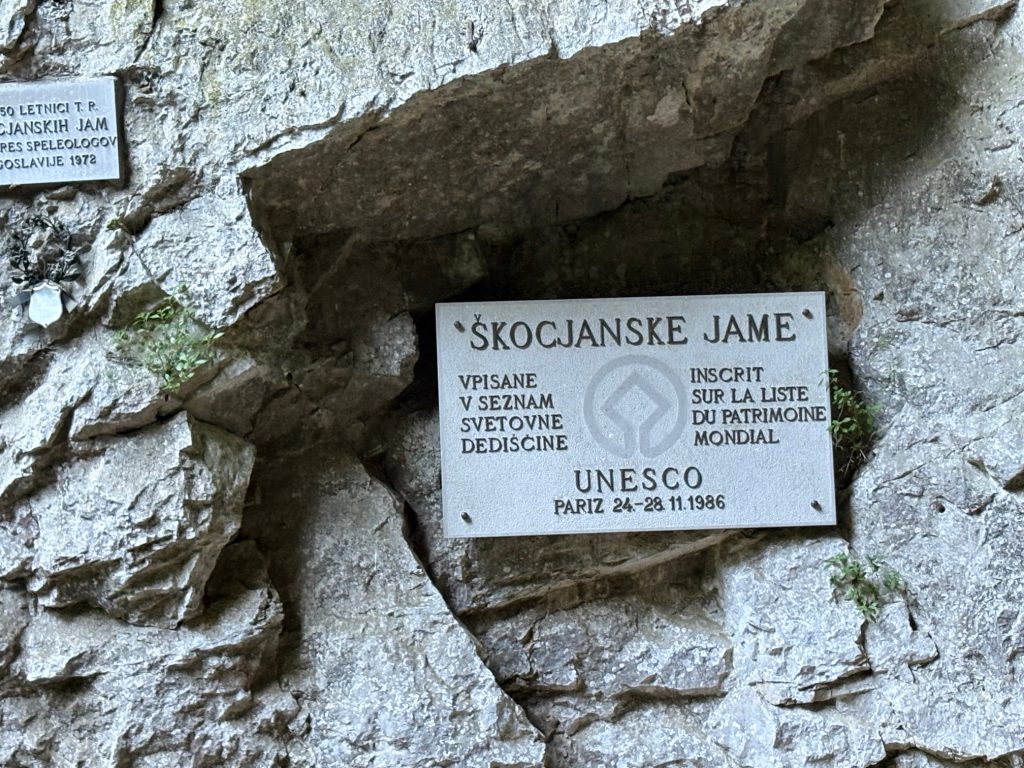 50 LETNICI T. R.
CJANSKIH JAM
RES SPELEOLOGOV
GOSLAVIJE 1972
ŠKOCJANSKE JAME
VPISANE
V SEZNAM
SVETOVNE
DEDIŠČINE
INSCRIT
SUR LA LISTE
DU PATRIMOINE
MONDIAL
UNESCO
PARIZ 24.-28.11.1986